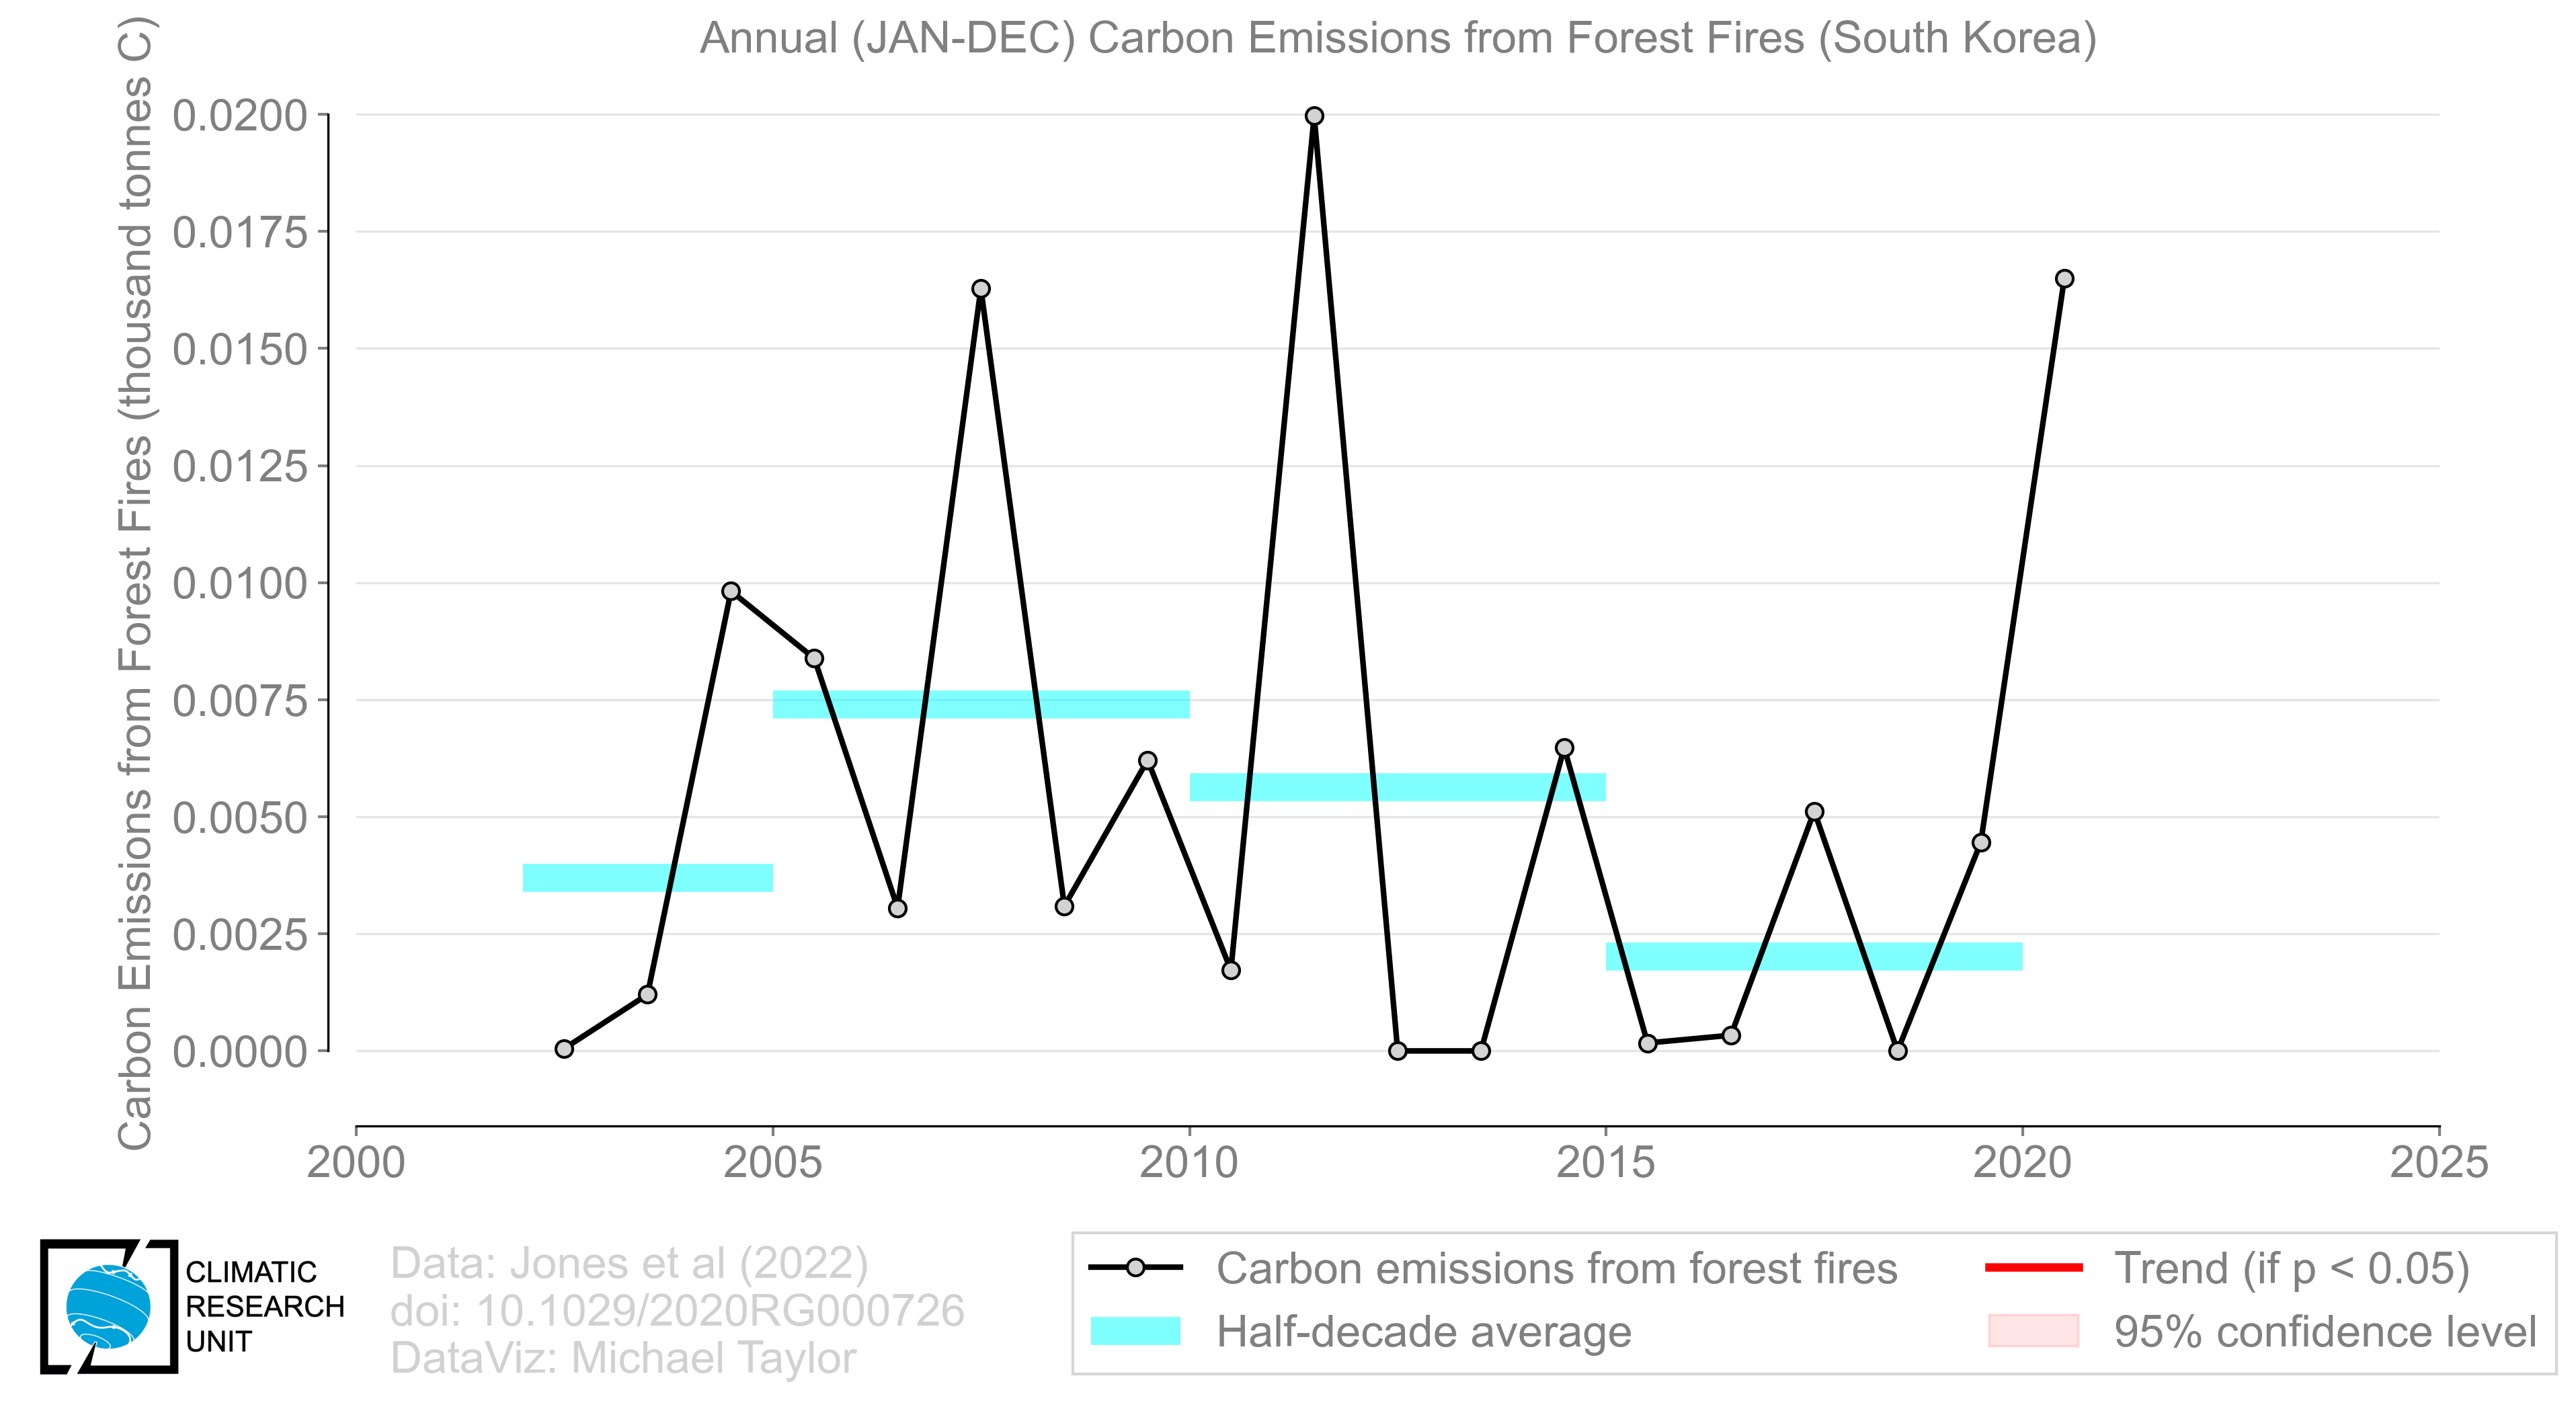 Annual (JAN-DEC) Carbon Emissions from Forest Fires (South Korea)
Carbon Emissions from Forest Fires (thousand tonnes C)
0.0200
0.0175
0.0150
0.0125
0.0100
0.0075
0.0050
0.0025
0.0000
2000 2005 2010 2015 2020 2025
CLIMATIC
RESEARCH
UNIT
Data: Jones et al (2022)
doi: 10.1029/2020RG000726
DataViz: Michael Taylor
Carbon emissions from forest fires
Half-decade average
Trend (if p < 0.05)
95% confidence level